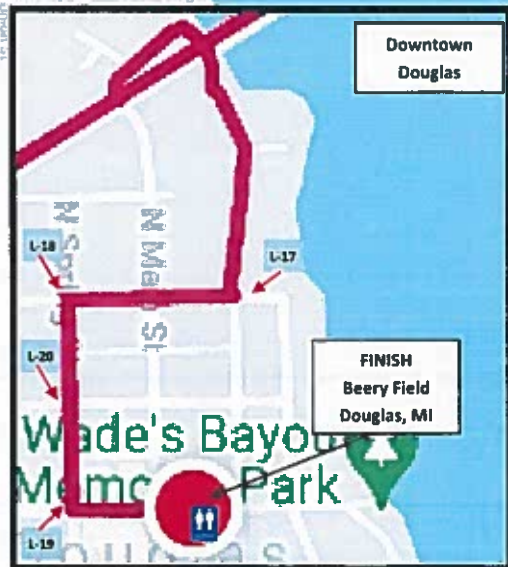 Downtown
Douglas
L-18
L-17
L-20
FINISH
Beery Field
Douglas, MI
Wade's Bayou
Park
L-19